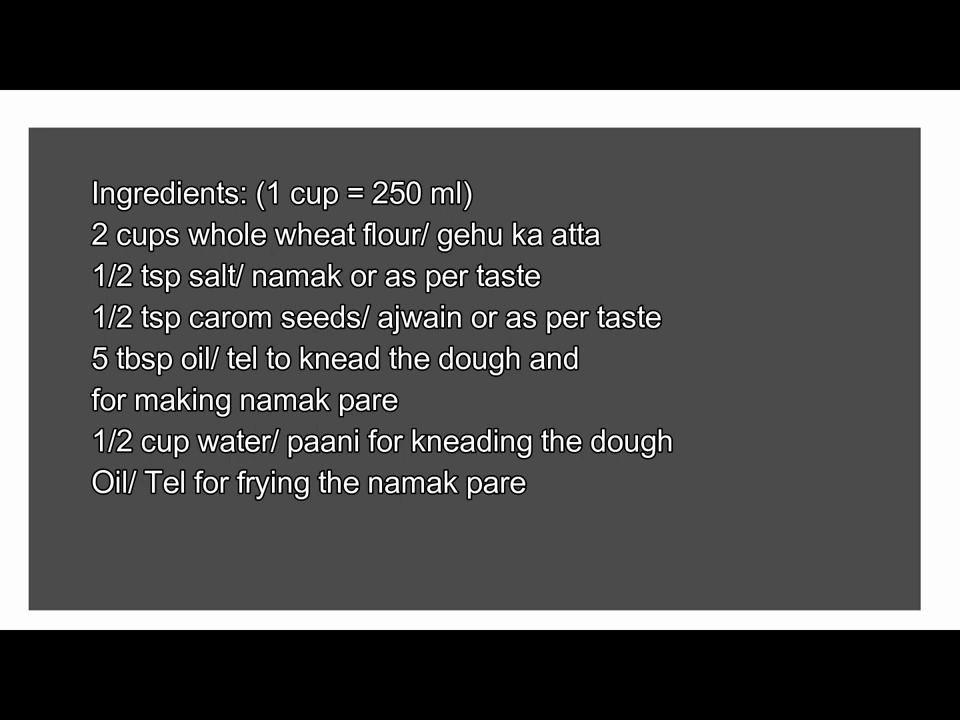 Ingredients: (1 cup = 250 ml)
2 cups whole wheat flour/ gehu ka atta
1/2 tsp salt/ namak or as per taste
1/2 tsp carom seeds/ ajwain or as per taste
5 tbsp oil/ tel to knead the dough and
for making namak pare
1/2 cup water/ paani for kneading the dough
Oil/ Tel for frying the namak pare